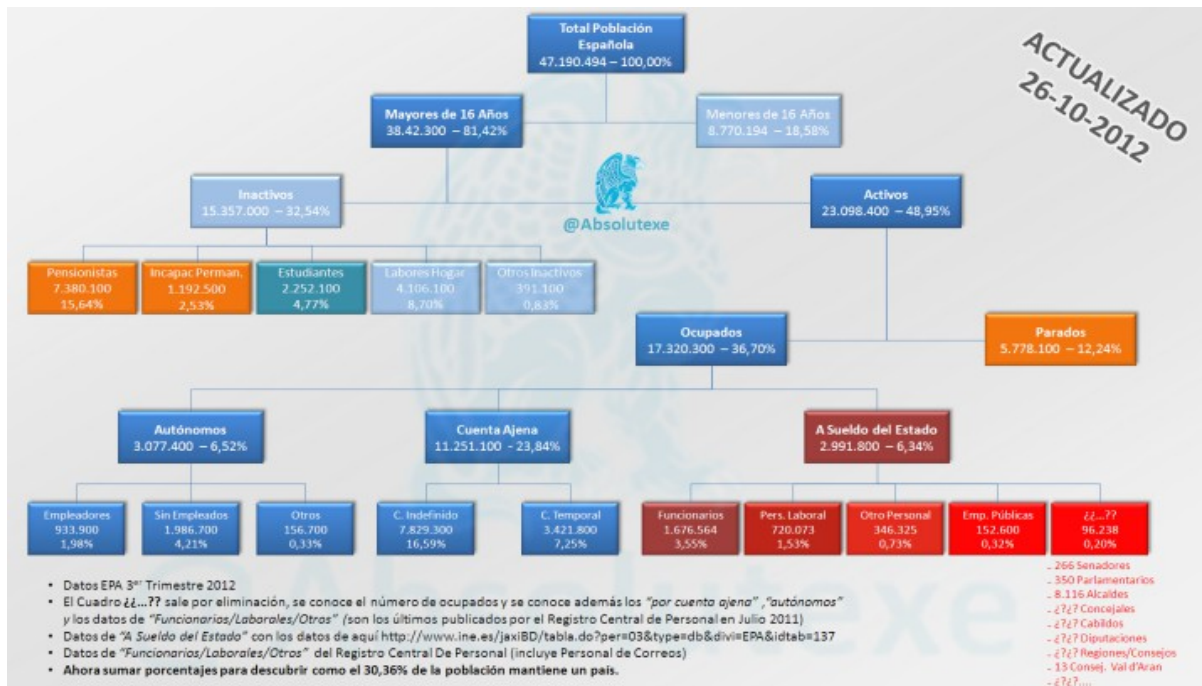 Total Población
Española
47.190.494 – 100,00%
ACTUALIZADO
26-10-2012
Mayores de 16 Años
38.42.300 – 81,42%
Menores de 16 Años
8.770.194 – 18,58%
Inactivos
15.357.000 – 32,54%
@Absolutexe
Activos
23.098.400 – 48,95%
Pensionistas
7.380.100
15,64%
Incapac Perman.
1.192.500
2,53%
Estudiantes
2.252.100
4,77%
Labores Hogar
4.106.100
8,70%
Otros Inactivos
391.100
0,83%
Ocupados
17.320.300 – 36,70%
Parados
5.778.100 – 12,24%
Autónomos
3.077.400 – 6,52%
Cuenta Ajena
11.251.100 - 23,84%
A Sueldo del Estado
2.991.800 – 6,34%
Empleadores
933.900
1,98%
Sin Empleados
1.986.700
4,21%
Otros
156.700
0,33%
C. Indefinido
7.829.300
16,59%
C. Temporal
3.421.800
7,25%
Funcionarios
1.676.564
3,55%
Pers. Laboral
720.073
1,53%
Otro Personal
346.325
0,73%
Emp. Públicas
152.600
0,32%
¿¿...??
96.238
0,20%
• Datos EPA 3er Trimestre 2012
• El Cuadro ¿¿...?? sale por eliminación, se conoce el número de ocupados y se conoce además los "por cuenta ajena" ,"autónomos"
y los datos de "Funcionarios/Laborales/Otros" (son los últimos publicados por el Registro Central de Personal en Julio 2011)
• Datos de "A Sueldo del Estado" con los datos de aquí http://www.ine.es/jaxiBD/tabla.do?per=03&type=db&divi=EPA&idtab=137
• Datos de "Funcionarios/Laborales/Otros" del Registro Central De Personal (incluye Personal de Correos)
• Ahora sumar porcentajes para descubrir como el 30,36% de la población mantiene un país.
.. 266 Senadores
.. 350 Parlamentarios
.. 8.116 Alcaldes
.. ¿?¿? Concejales
.. ¿?¿? Cabildos
.. ¿?¿? Diputaciones
.. ¿?¿? Regiones/Consejos
.. 13 Consej. Val d'Aran
.. ¿?¿?....
@Absolutexe